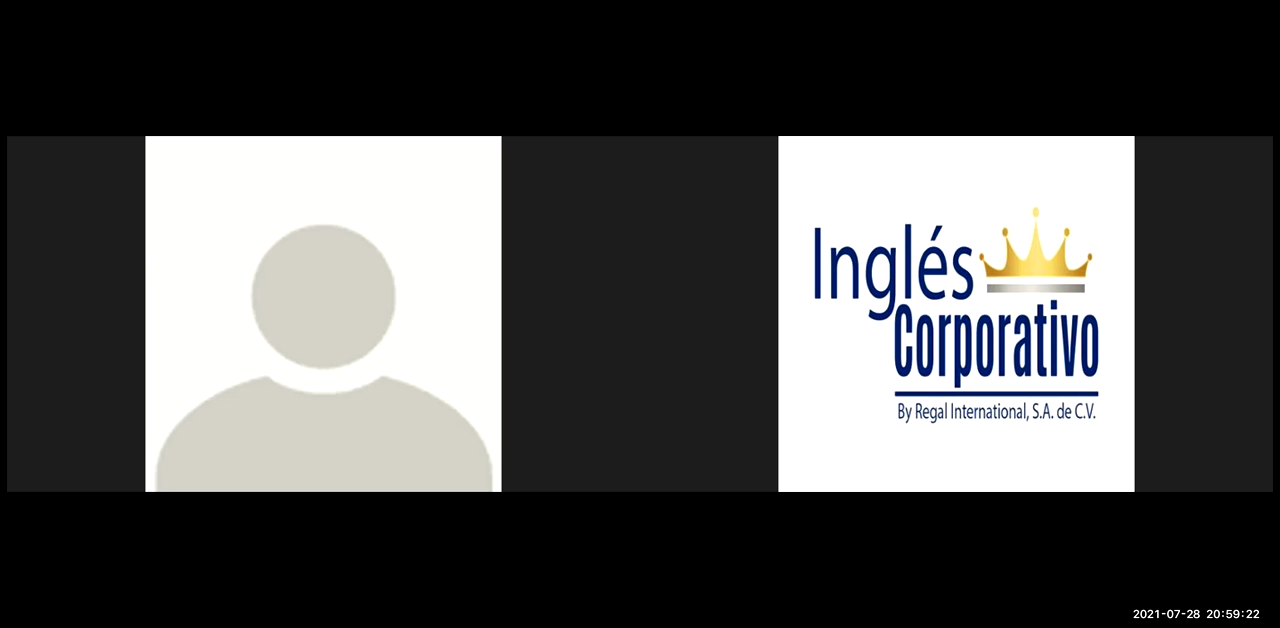 Inglés
Corporativo
By Regal International, S.A. de C.V.
2021-07-28 20:59:22